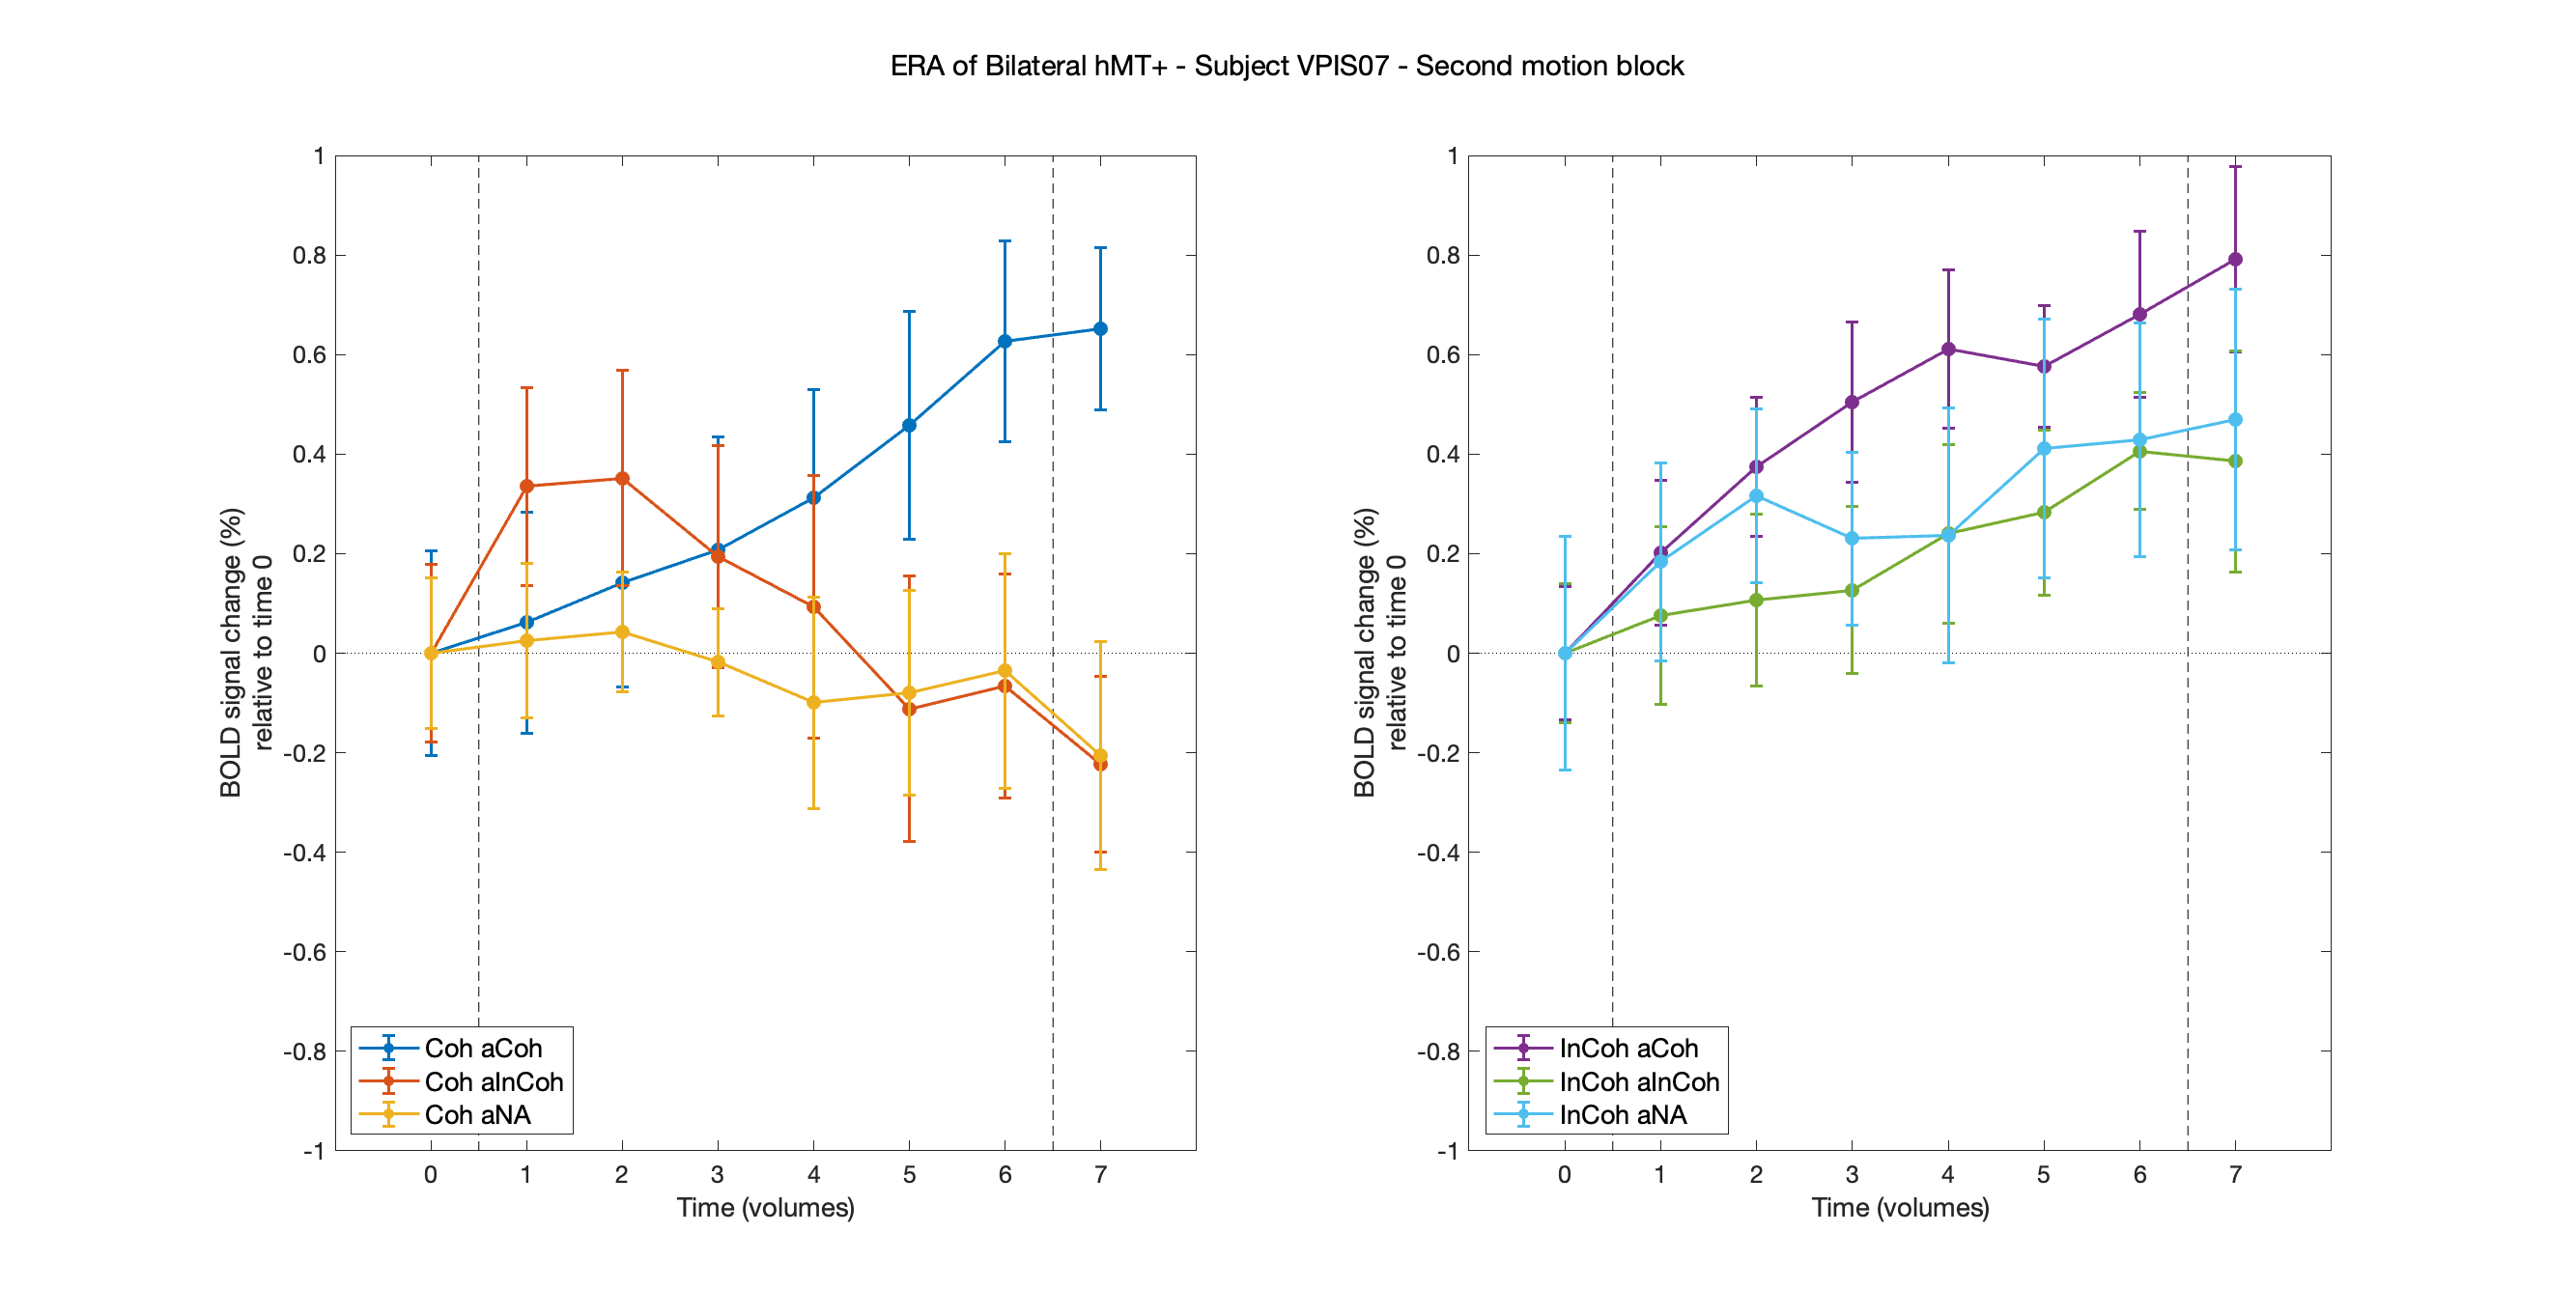 ERA of Bilateral hMT+ - Subject VPIS07 - Second motion block
BOLD signal change (%)
relative to time 0
1
0.8
0.6
0.4
0.2
0
-0.2
-0.4
-0.6
-0.8
-1
Coh aCoh
Coh aInCoh
Coh aNA
0 1 2 3 4 5 6 7
Time (volumes)
BOLD signal change (%)
relative to time 0
1
0.8
0.6
0.4
0.2
0
-0.2
-0.4
-0.6
-0.8
-1
InCoh aCoh
InCoh aInCoh
InCoh aNA
0 1 2 3 4 5 6 7
Time (volumes)